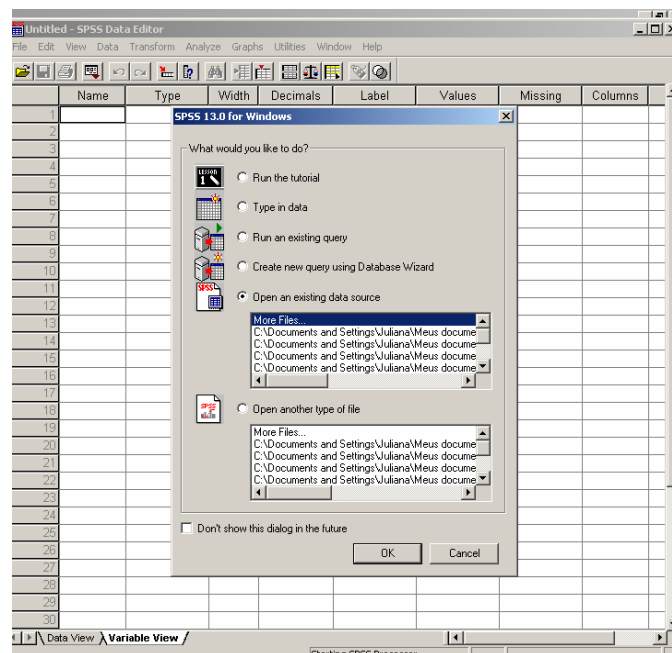 Untitled - SPSS Data Editor
File Edit View Data Transform Analyze Graphs Utilities Window Help
Name Type Width Decimals Label Values Missing Columns
SPSS 13.0 for Windows
What would you like to do?
LESSON 1
Run the tutorial
Type in data
Run an existing query
Create new query using Database Wizard
SPSS
Open an existing data source
More Files...
C:\Documents and Settings\Juliana\Meus docume
C:\Documents and Settings\Juliana\Meus docume
C:\Documents and Settings\Juliana\Meus docume
C:\Documents and Settings\Juliana\Meus docume
SPSS
Open another type of file
More Files...
C:\Documents and Settings\Juliana\Meus docume
C:\Documents and Settings\Juliana\Meus docume
C:\Documents and Settings\Juliana\Meus docume
C:\Documents and Settings\Juliana\Meus docume
Don't show this dialog in the future
OK Cancel
1
2
3
4
5
6
7
8
9
10
11
12
13
14
15
16
17
18
19
20
21
22
23
24
25
26
27
28
29
30
Data View Variable View